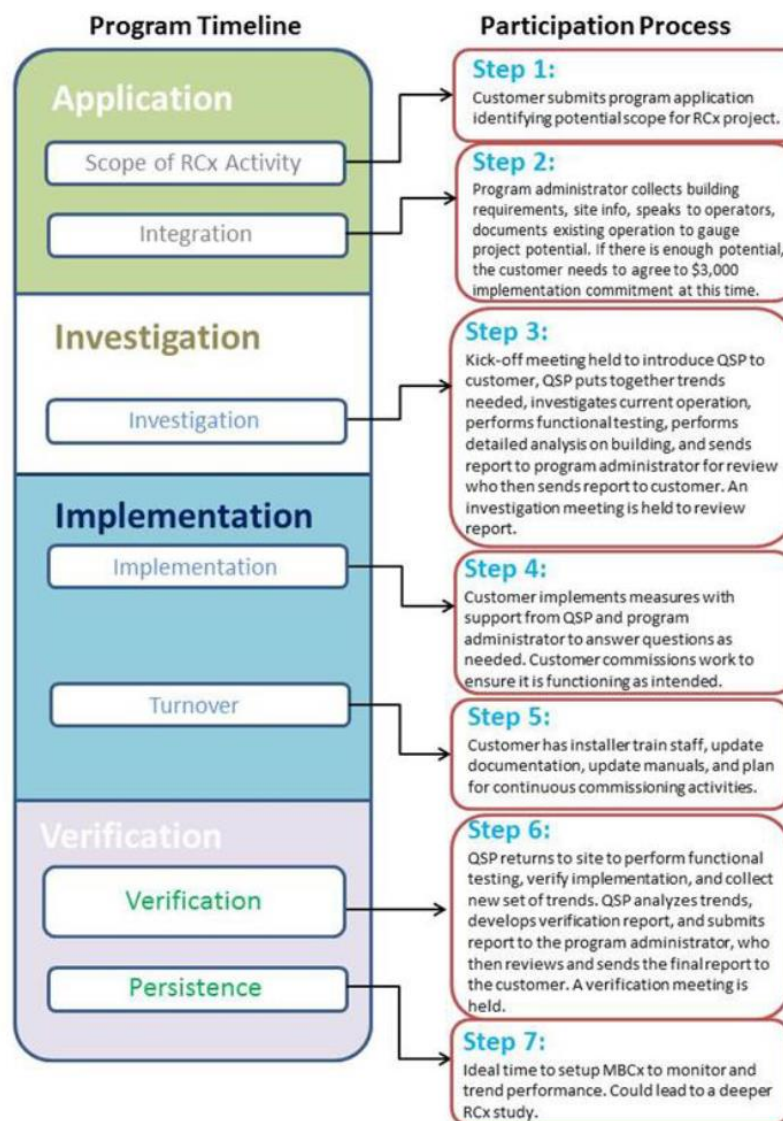 Program Timeline
Participation Process
Application
Scope of RCx Activity
Integration
Investigation
Investigation
Implementation
Implementation
Turnover
Verification
Verification
Persistence
Step 1:
Customer submits program application
identifying potential scope for RCx project.
Step 2:
Program administrator collects building
requirements, site info, speaks to operators,
documents existing operation to gauge
project potential. If there is enough potential,
the customer needs to agree to $3,000
implementation commitment at this time.
Step 3:
Kick-off meeting held to introduce QSP to
customer, QSP puts together trends
needed, investigates current operation,
performs functional testing, performs
detailed analysis on building, and sends
report to program administrator for review
who then sends report to customer. An
investigation meeting is held to review
report.
Step 4:
Customer implements measures with
support from QSP and program
administrator to answer questions as
needed. Customer commissions work to
ensure it is functioning as intended.
Step 5:
Customer has installer train staff, update
documentation, update manuals, and plan
for continuous commissioning activities.
Step 6:
QSP returns to site to perform functional
testing, verify implementation, and collect
new set of trends. QSP analyzes trends,
develops verification report, and submits
report to the program administrator, who
then reviews and sends the final report to
the customer. A verification meeting is
held.
Step 7:
Ideal time to setup MBCx to monitor and
trend performance. Could lead to a deeper
RCx study.